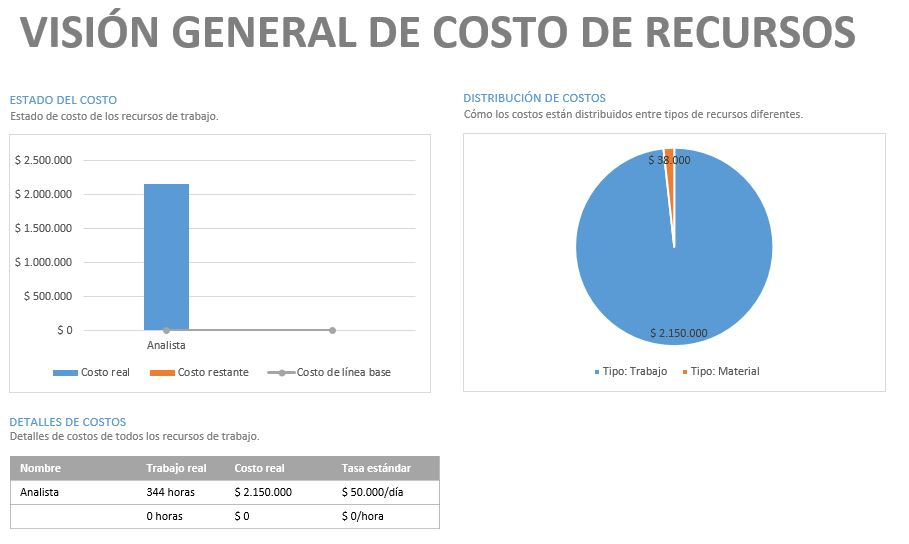 VISIÓN GENERAL DE COSTO DE RECURSOS
ESTADO DEL COSTO
Estado de costo de los recursos de trabajo.
$ 2.500.000
$ 2.000.000
$ 1.500.000
$ 1.000.000
$ 500.000
$ 0
Analista
Costo real Costo restante Costo de línea base
DISTRIBUCIÓN DE COSTOS
Cómo los costos están distribuidos entre tipos de recursos diferentes.
$ 38.000
$ 2.150.000
Tipo: Trabajo Tipo: Material
DETALLES DE COSTOS
Detalles de costos de todos los recursos de trabajo.
Nombre Trabajo real Costo real Tasa estándar
Analista 344 horas $ 2.150.000 $ 50.000/día
0 horas $ 0 $ 0/hora